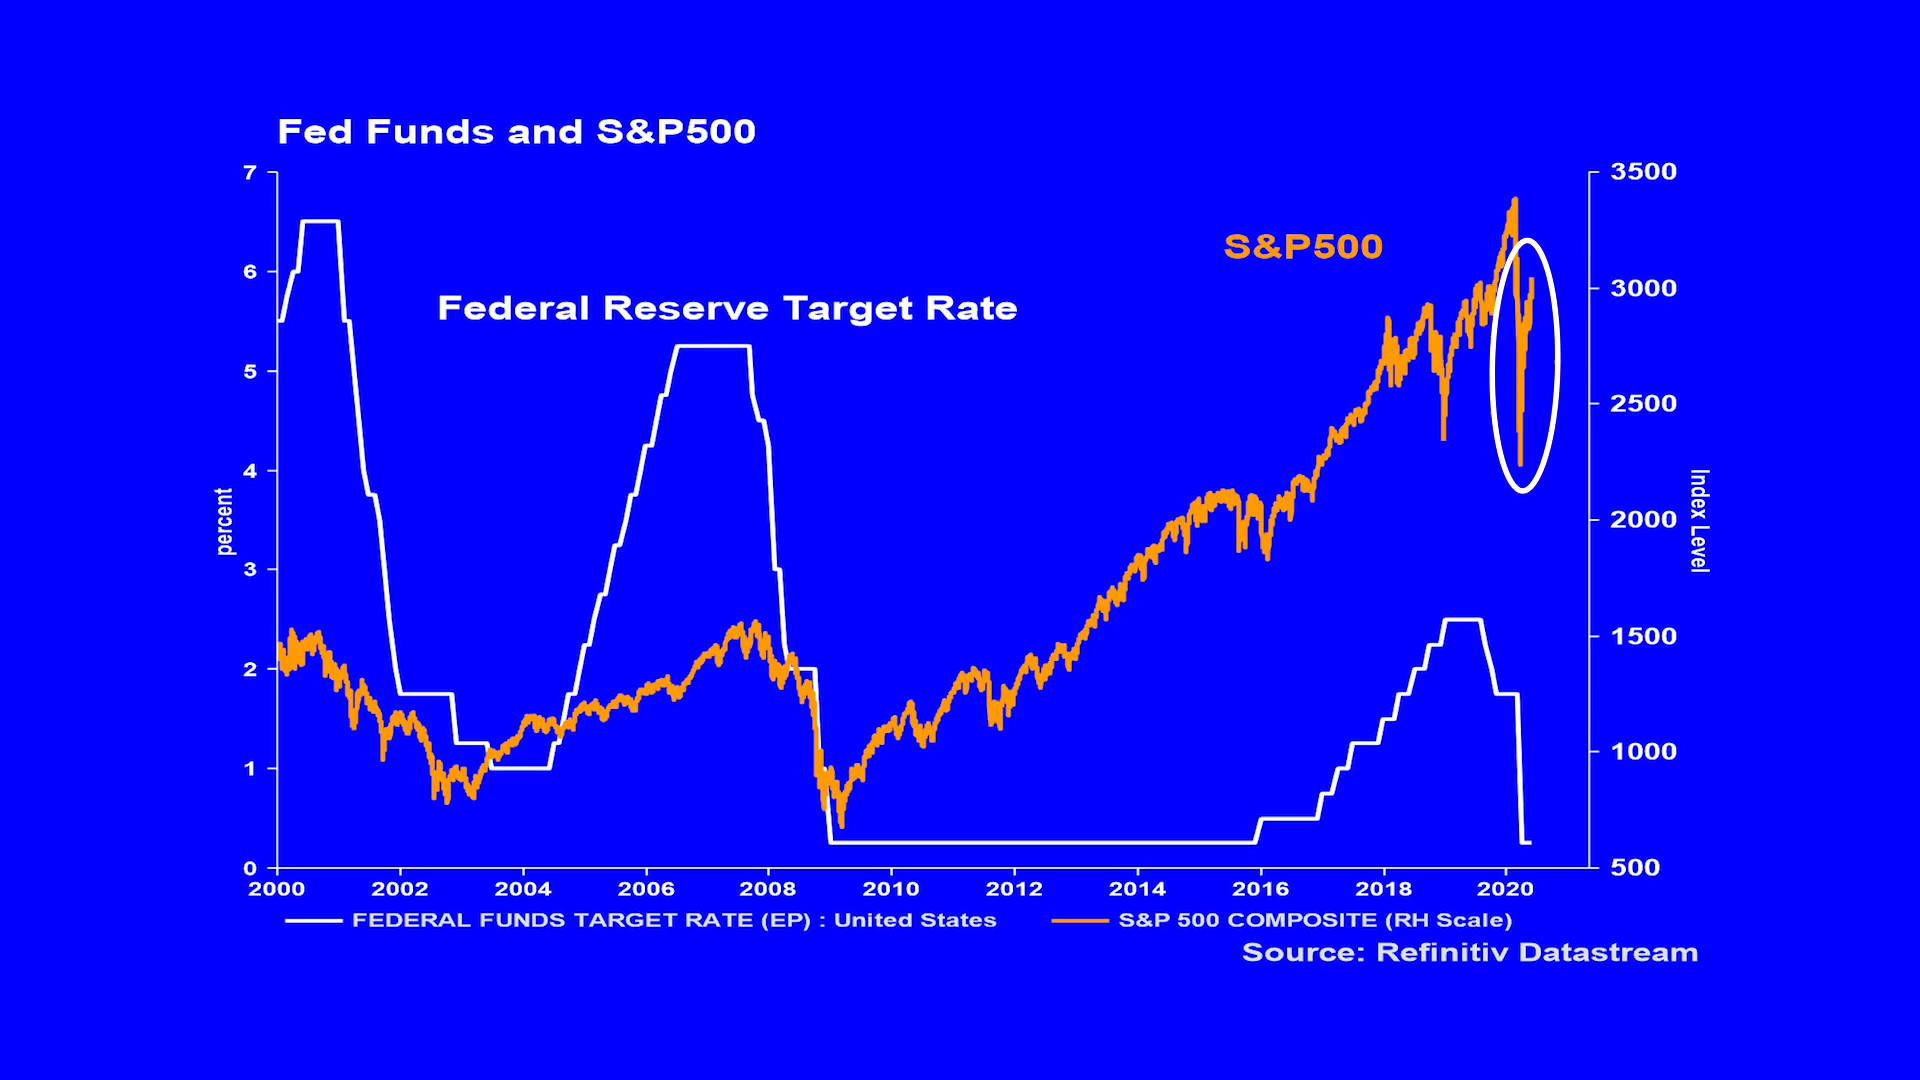 Fed Funds and S&P500
7
6
5
4
3
2
1
0
percent
3500
3000
2500
2000
1500
1000
500
Index Level
S&P500
Federal Reserve Target Rate
2000 2002 2004 2006 2008 2010 2012 2014 2016 2018 2020
FEDERAL FUNDS TARGET RATE (EP) : United States
S&P 500 COMPOSITE (RH Scale)
Source: Refinitiv Datastream